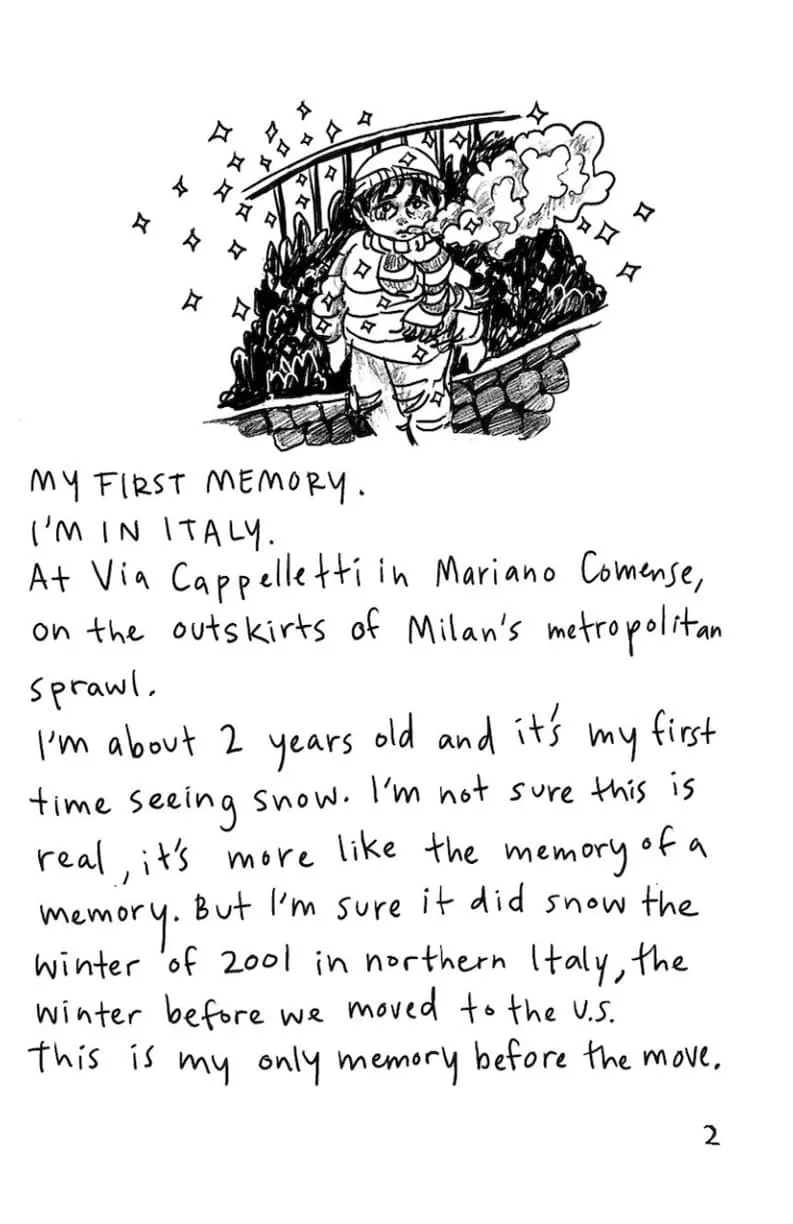 MY FIRST MEMORY.
I'M IN ITALY.
At Via Cappelletti in Mariano Comense,
on the outskirts of Milan's metropolitan
sprawl.
I'm about 2 years old and it's my first
time seeing snow. I'm not sure this is
real, it's more like the memory of a
memory. But I'm sure it did snow the
winter of 2001 in northern Italy, the
winter before we moved to the U.S.
This is my only memory before the move.
2